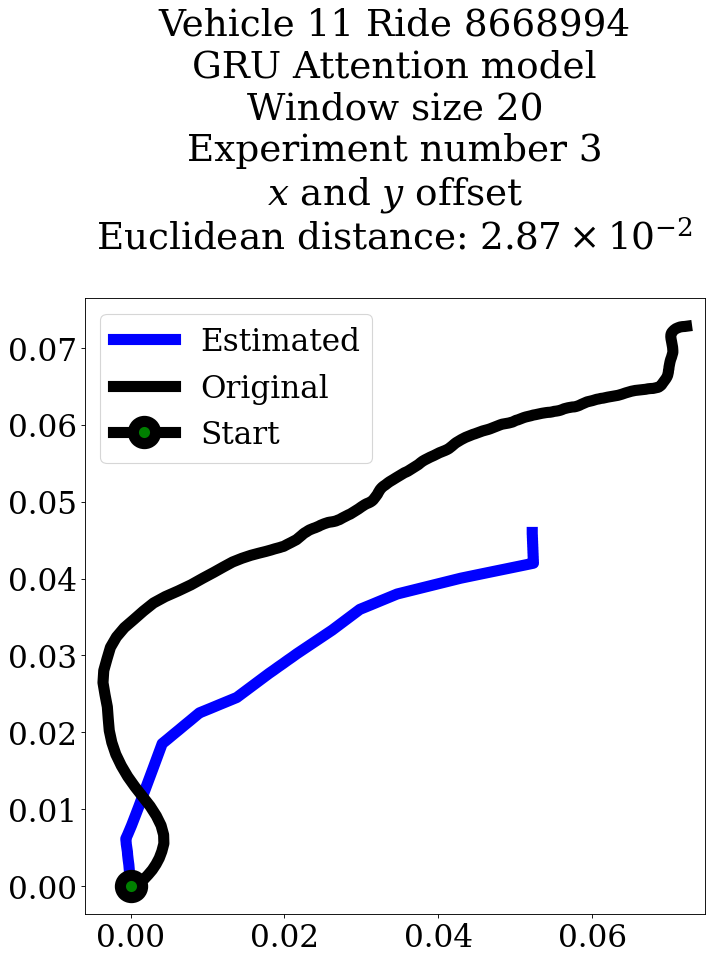 Vehicle 11 Ride 8668994
GRU Attention model
Window size 20
Experiment number 3
x and y offset
Euclidean distance: 2.87 × 10⁻²
Estimated
Original
Start
0.07
0.06
0.05
0.04
0.03
0.02
0.01
0.00
0.00 0.02 0.04 0.06